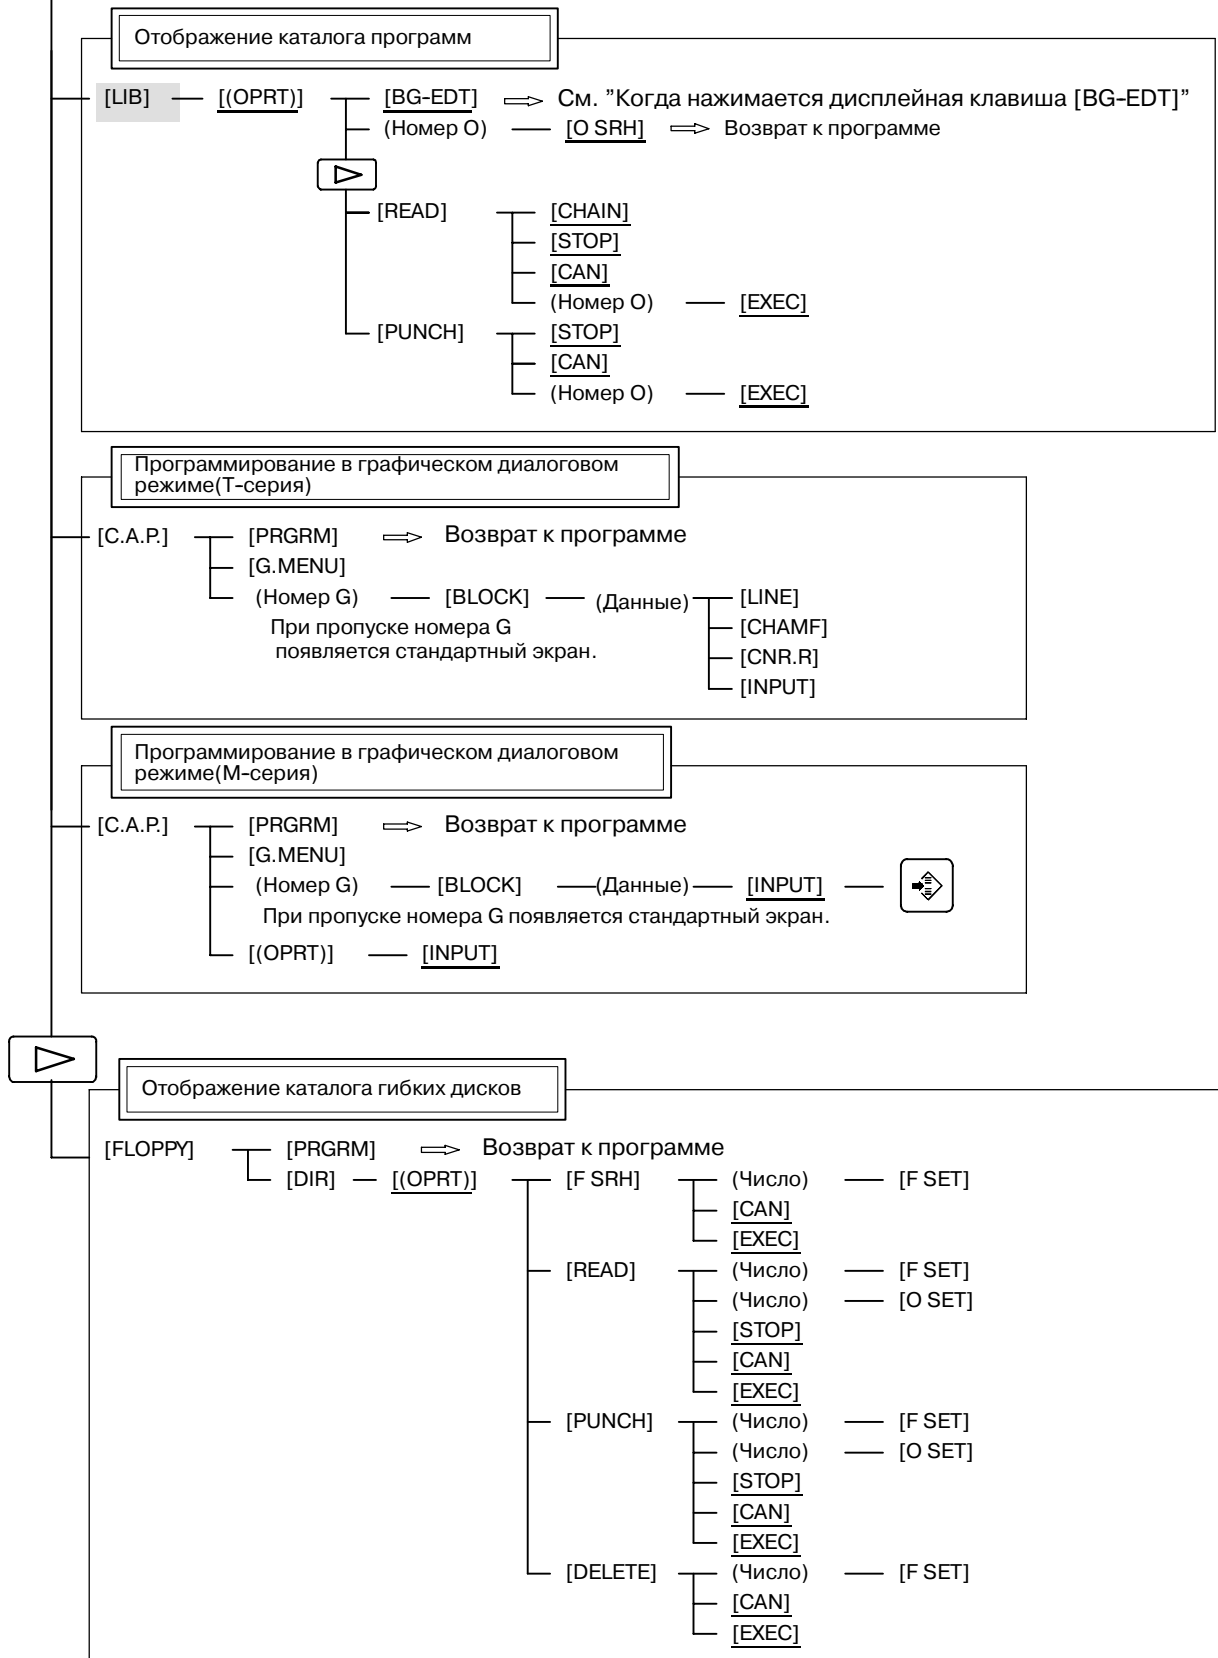 Отображение каталога программ
[LIB] [(OPRT)] [BG-EDT] См. ”Когда нажимается дисплейная клавиша [BG-EDT]”
(Номер O) [O SRH] Возврат к программе
[READ] [CHAIN]
[STOP]
[CAN]
(Номер O) [EXEC]
[PUNCH] [STOP]
[CAN]
(Номер O) [EXEC]
Программирование в графическом диалоговом
режиме(T-серия)
[C.A.P.] [PRGRM] Возврат к программе
[G.MENU]
(Номер G) [BLOCK] (Данные) [LINE]
При пропуске номера G [CHAMF]
появляется стандартный экран. [CNR.R]
[INPUT]
Программирование в графическом диалоговом
режиме(M-серия)
[C.A.P.] [PRGRM] Возврат к программе
[G.MENU]
(Номер G) [BLOCK] (Данные) [INPUT]
При пропуске номера G появляется стандартный экран.
[(OPRT)] [INPUT]
Отображение каталога гибких дисков
[FLOPPY] [PRGRM] Возврат к программе
[DIR] [(OPRT)] [F SRH] (Число) [F SET]
[CAN]
[EXEC]
[READ] (Число) [F SET]
(Число) [O SET]
[STOP]
[CAN]
[EXEC]
[PUNCH] (Число) [F SET]
(Число) [O SET]
[STOP]
[CAN]
[EXEC]
[DELETE] (Число) [F SET]
[CAN]
[EXEC]